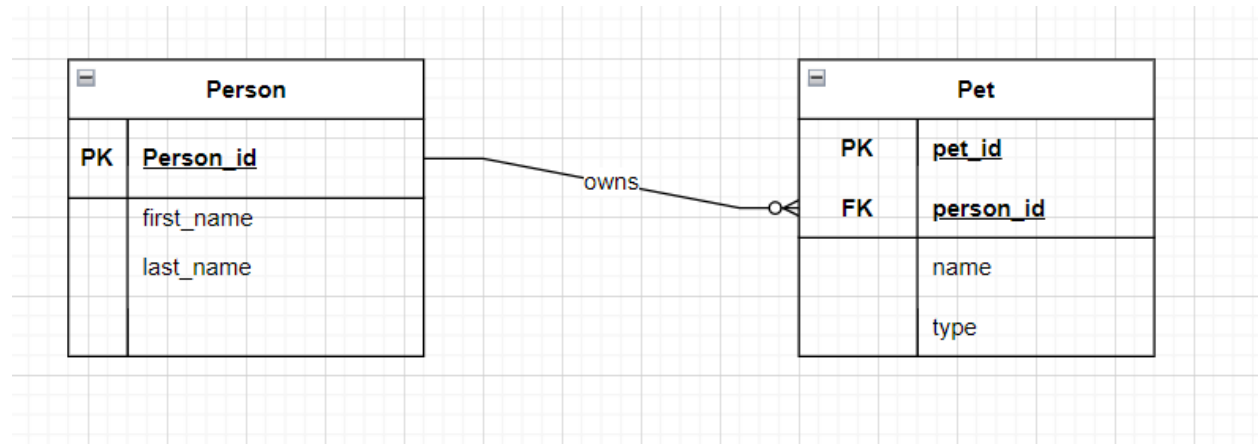 Person
PK Person_id
first_name
last_name
owns
Pet
PK pet_id
FK person_id
name
type